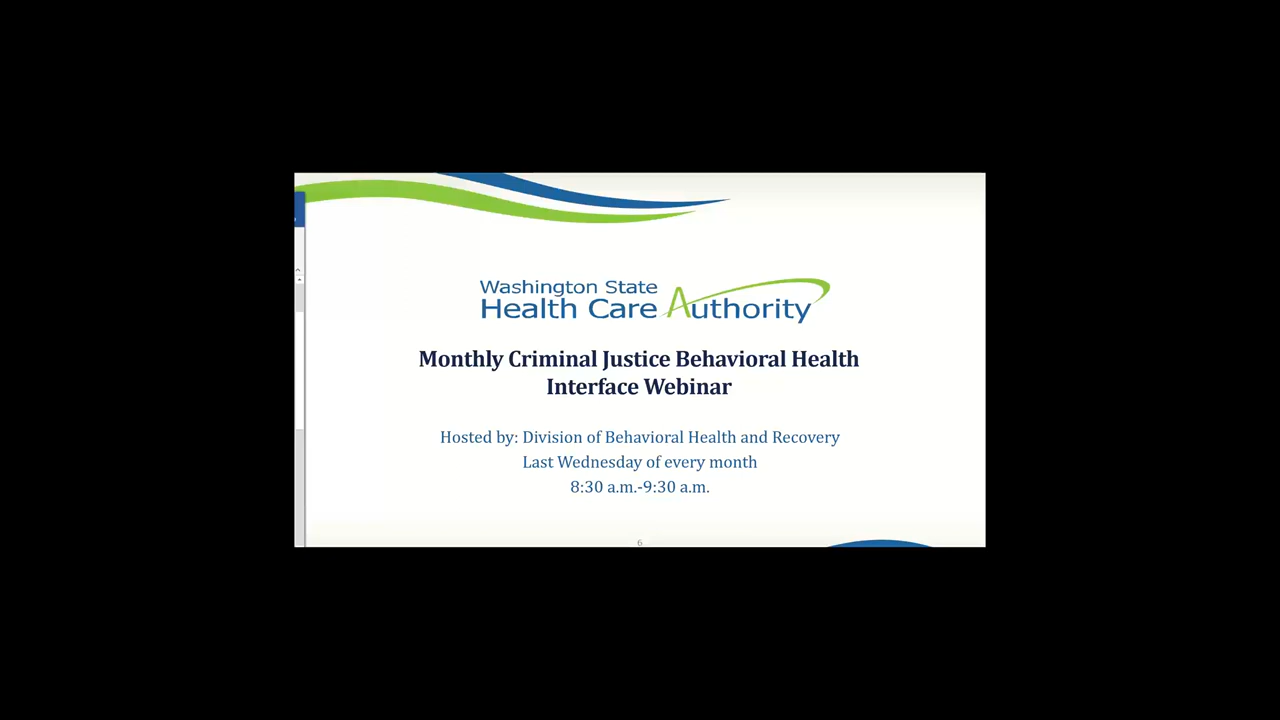 Washington State
Health Care Authority
Monthly Criminal Justice Behavioral Health
Interface Webinar
Hosted by: Division of Behavioral Health and Recovery
Last Wednesday of every month
8:30 a.m.-9:30 a.m.
6